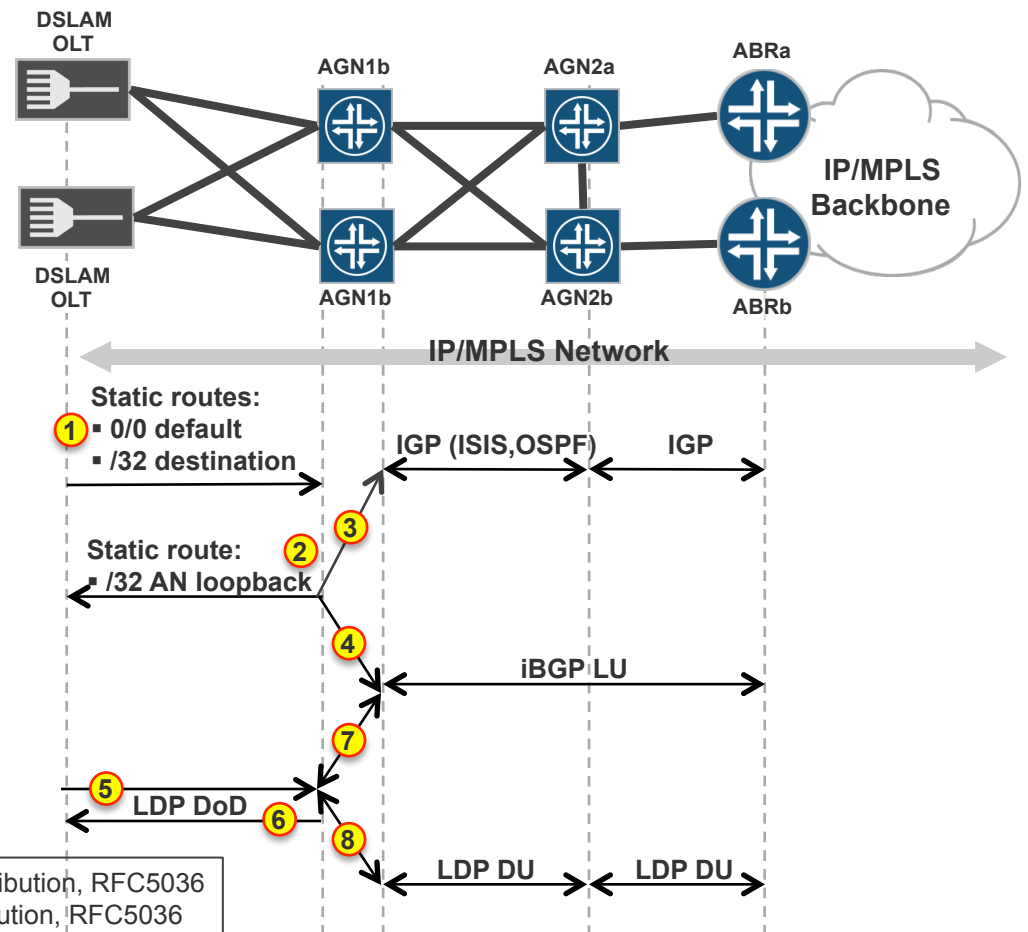 DSLAM
OLT
AGN1b
AGN2a
ABRa
IP/MPLS
Backbone
DSLAM
OLT
AGN1b
AGN2b
ABRb
IP/MPLS Network
Static routes:
1
▪ 0/0 default
▪ /32 destination
IGP (ISIS,OSPF)
IGP
3
2
Static route:
▪ /32 AN loopback
4
iBGP LU
7
5
LDP DoD
6
8
LDP DU
LDP DU
ibution, RFC5036
ution, RFC5036